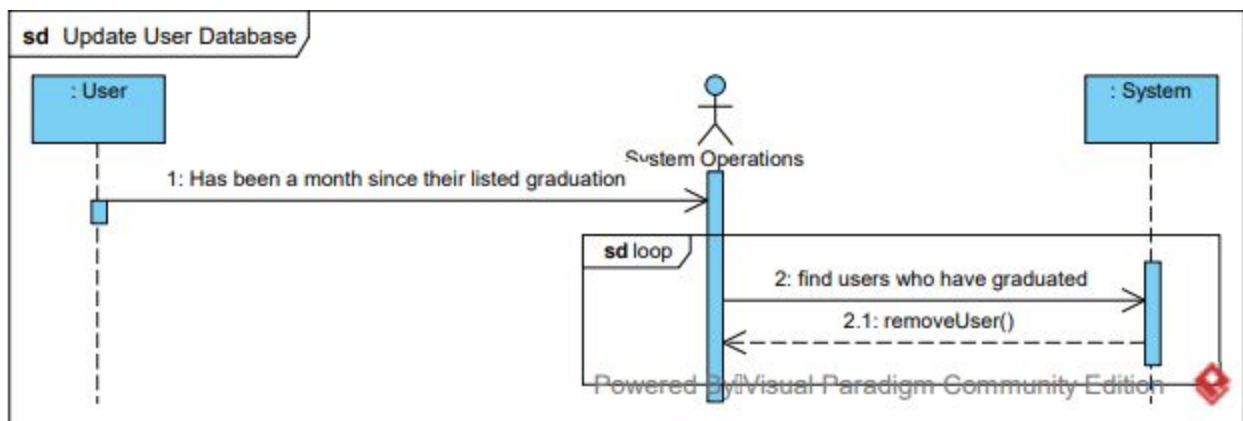 sd Update User Database
: User
: System
System Operations
1: Has been a month since their listed graduation
sd loop
2: find users who have graduated
2.1: removeUser()
Powered By Visual Paradigm Community Edition